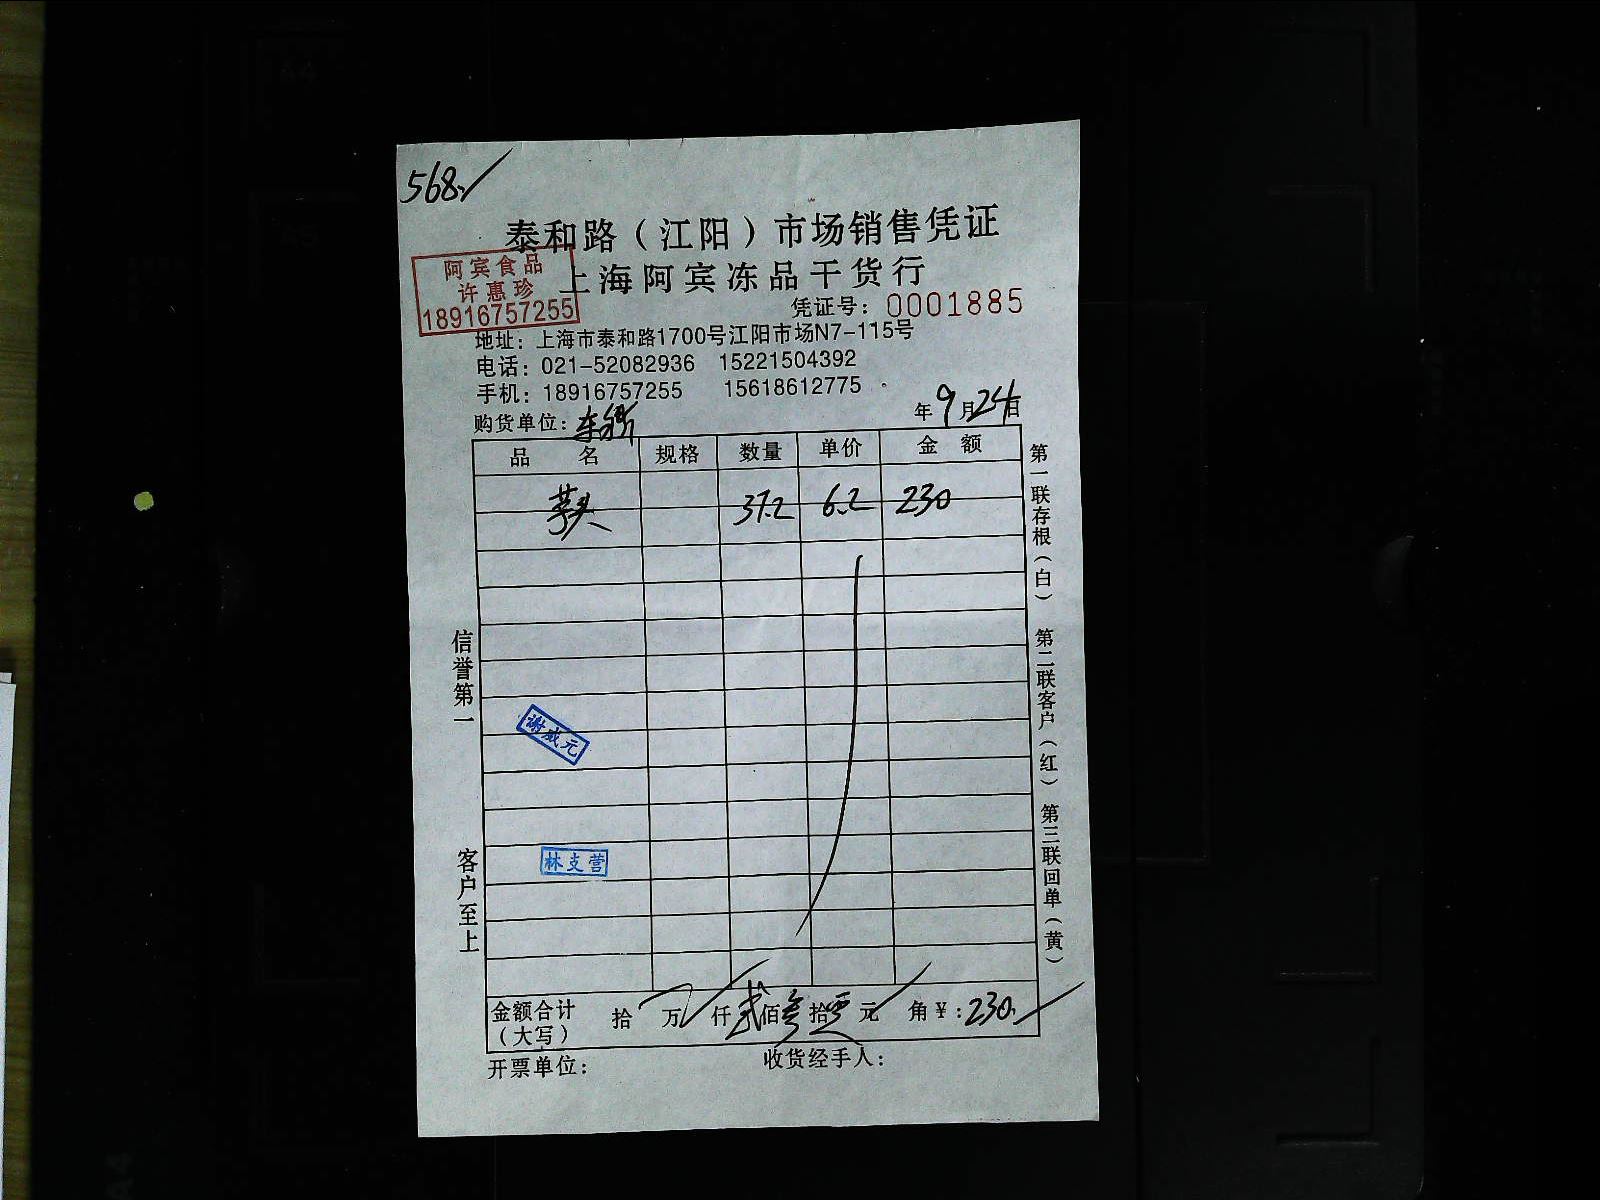 568.
泰和路（江阳）市场销售凭证
上海阿宾冻品干货行
阿宾食品
许惠珍
18916757255
凭证号：0001885
地址：上海市泰和路1700号江阳市场N7-115号
电话：021-52082936 15221504392
手机：18916757255 15618612775
购货单位： 年9月24日
品名 规格 数量 单价 金额
芋头 37.2 6.2 230
谢成元
林支营
金额合计（大写） 拾 万 仟贰佰叁拾零元 角￥：230.
开票单位： 收货经手人：
信誉第一
客户至上
第一联存根（白）
第二联客户（红）
第三联回单（黄）
A4
A5